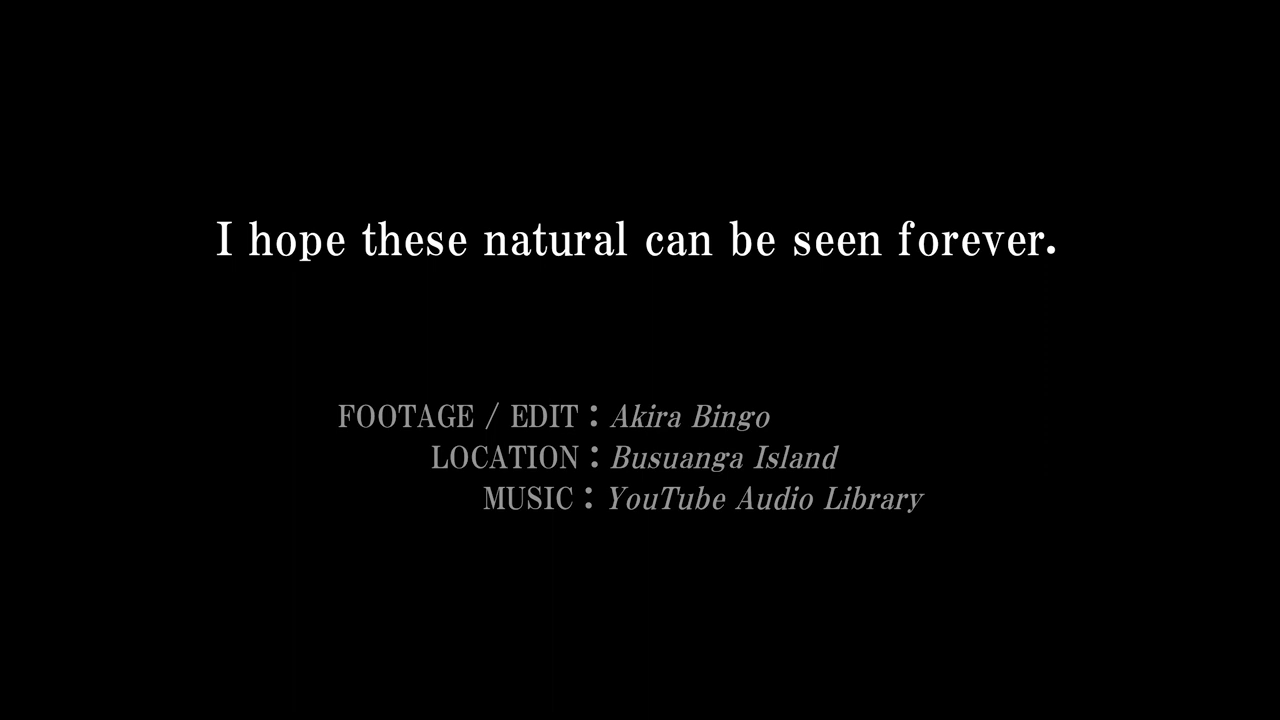 I hope these natural can be seen forever.
FOOTAGE / EDIT：Akira Bingo
LOCATION：Busuanga Island
MUSIC：YouTube Audio Library